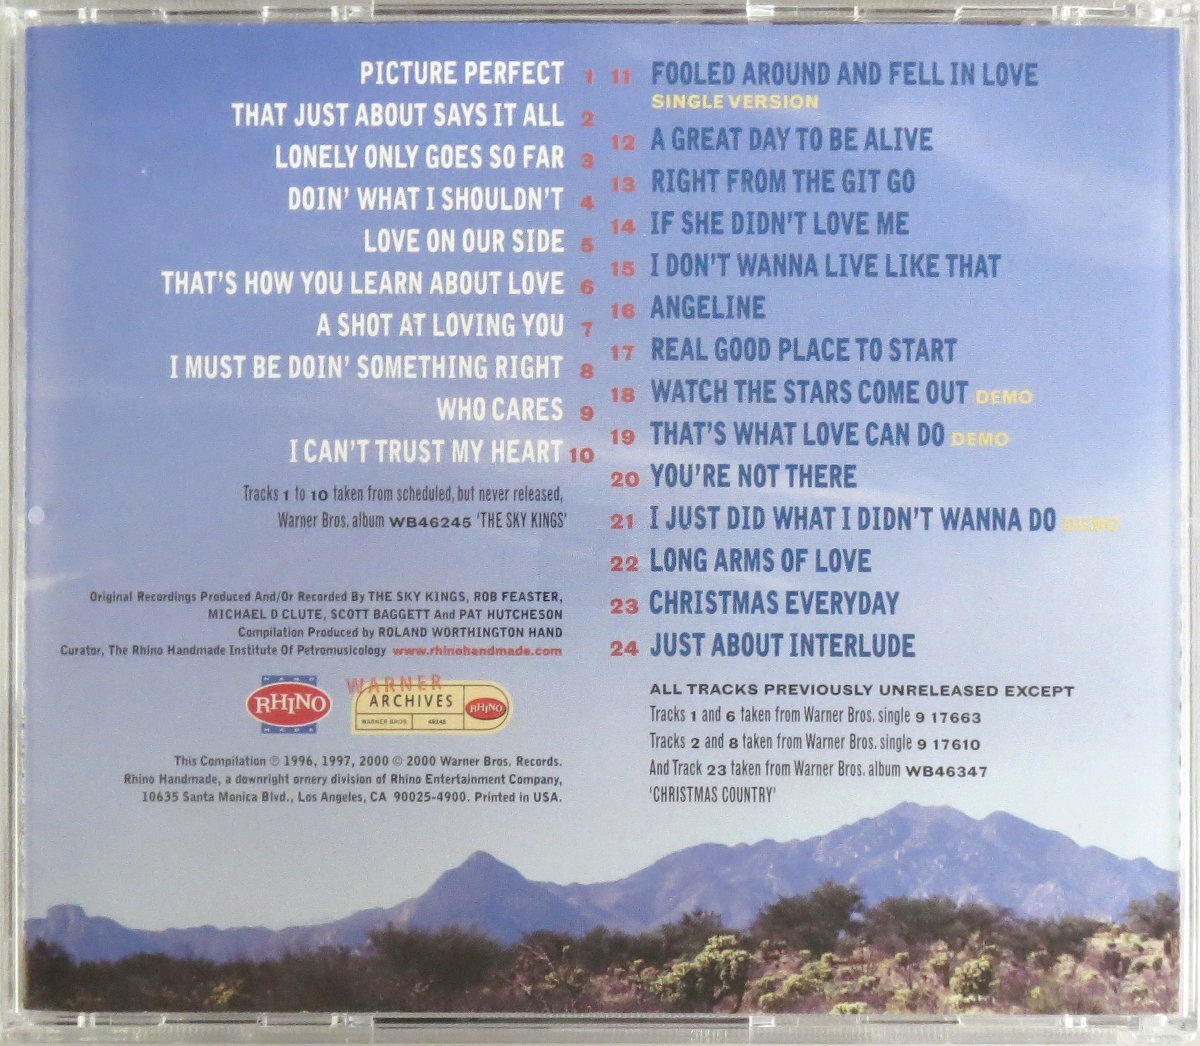 PICTURE PERFECT 1
THAT JUST ABOUT SAYS IT ALL 2
LONELY ONLY GOES SO FAR 3
DOIN' WHAT I SHOULDN'T 4
LOVE ON OUR SIDE 5
THAT'S HOW YOU LEARN ABOUT LOVE 6
A SHOT AT LOVING YOU 7
I MUST BE DOIN' SOMETHING RIGHT 8
WHO CARES 9
I CAN'T TRUST MY HEART 10
Tracks 1 to 10 taken from scheduled, but never released,
Warner Bros. album WB46245 'THE SKY KINGS'
Original Recordings Produced And/Or Recorded By THE SKY KINGS, ROB FEASTER,
MICHAEL D CLUTE, SCOTT BAGGETT And PAT HUTCHESON
Compilation Produced by ROLAND WORTHINGTON HAND
Curator, The Rhino Handmade Institute Of Petromusicology www.rhinohandmade.com
HAND
RHINO
MADE
WARNER
ARCHIVES
WARNER BROS
RHINO
This Compilation ℗ 1996, 1997, 2000 © 2000 Warner Bros. Records.
Rhino Handmade, a downright ornery division of Rhino Entertainment Company,
10635 Santa Monica Blvd., Los Angeles, CA 90025-4900. Printed in USA.
11 FOOLED AROUND AND FELL IN LOVE
SINGLE VERSION
12 A GREAT DAY TO BE ALIVE
13 RIGHT FROM THE GIT GO
14 IF SHE DIDN'T LOVE ME
15 I DON'T WANNA LIVE LIKE THAT
16 ANGELINE
17 REAL GOOD PLACE TO START
18 WATCH THE STARS COME OUT DEMO
19 THAT'S WHAT LOVE CAN DO DEMO
20 YOU'RE NOT THERE
21 I JUST DID WHAT I DIDN'T WANNA DO DEMO
22 LONG ARMS OF LOVE
23 CHRISTMAS EVERYDAY
24 JUST ABOUT INTERLUDE
ALL TRACKS PREVIOUSLY UNRELEASED EXCEPT
Tracks 1 and 6 taken from Warner Bros. single 9 17663
Tracks 2 and 8 taken from Warner Bros. single 9 17610
And Track 23 taken from Warner Bros. album WB46347
'CHRISTMAS COUNTRY'